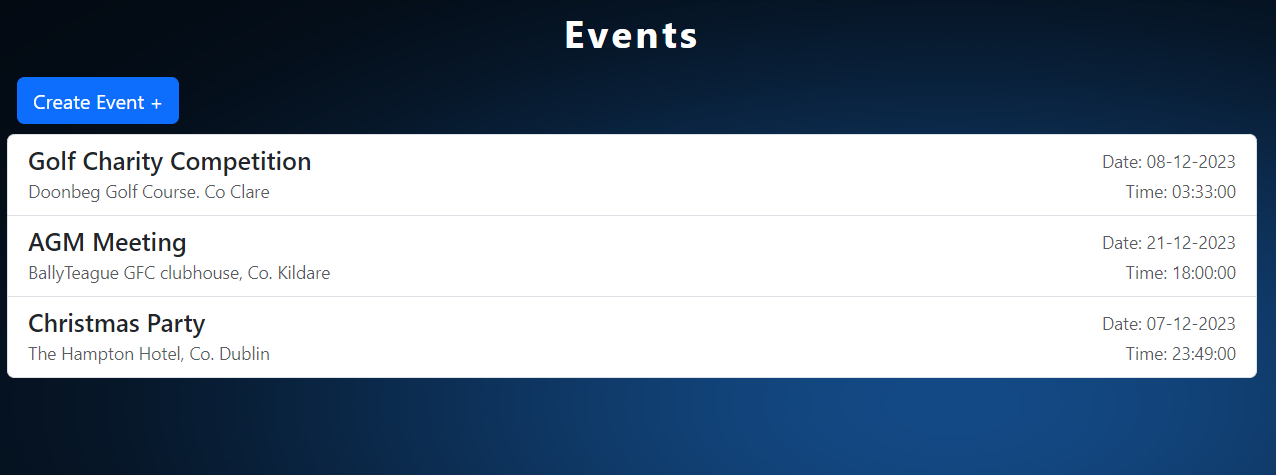 Events
Create Event +
Golf Charity Competition
Date: 08-12-2023
Doonbeg Golf Course. Co Clare
Time: 03:33:00
AGM Meeting
Date: 21-12-2023
BallyTeague GFC clubhouse, Co. Kildare
Time: 18:00:00
Christmas Party
Date: 07-12-2023
The Hampton Hotel, Co. Dublin
Time: 23:49:00